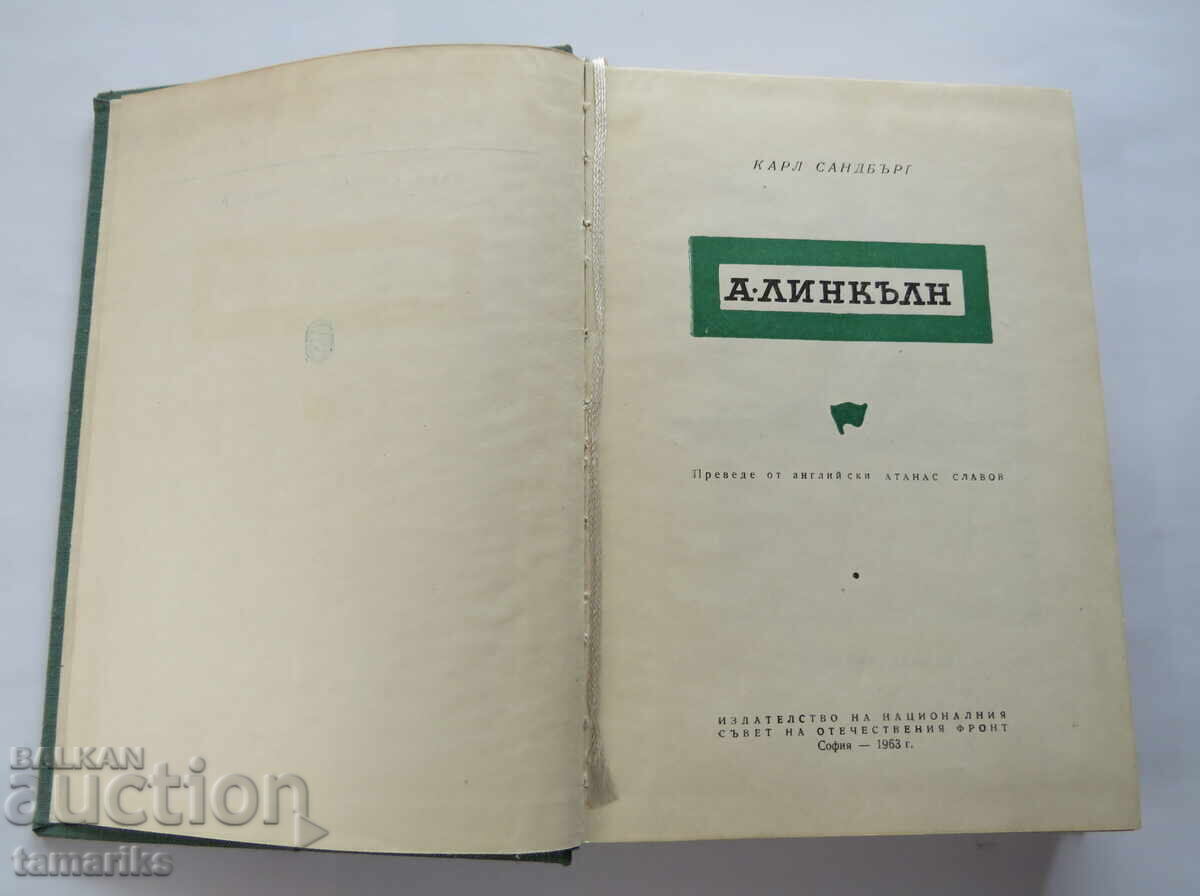 КАРЛ САНДБЪРГ
А·ЛИНКЪЛН
Преведе от английски АТАНАС СЛАВОВ
ИЗДАТЕЛСТВО НА НАЦИОНАЛНИЯ
СЪВЕТ НА ОТЕЧЕСТВЕНИЯ ФРОНТ
София — 1963 г.
BALKAN
auction
tamariks